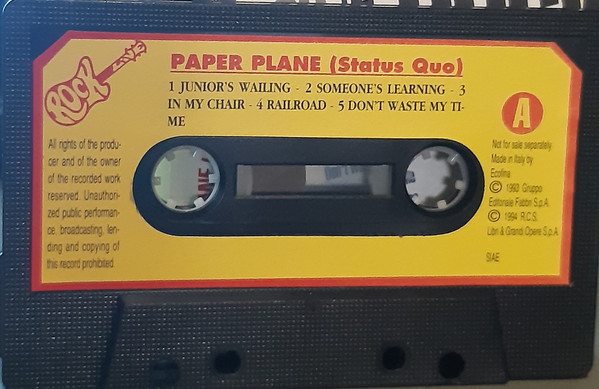 ROCK LIVE
PAPER PLANE (Status Quo)
1 JUNIOR'S WAILING - 2 SOMEONE'S LEARNING - 3
IN MY CHAIR - 4 RAILROAD - 5 DON'T WASTE MY TI-
ME
All rights of the produ-
cer and of the owner
of the recorded work
reserved. Unauthori-
zed public performan-
ce, broadcasting, len-
ding and copying of
this record prohibited.
A
Not for sale separately
Made in Italy by
Ecofina
© 1993 Gruppo
Editoriale Fabbri S.p.A.
© 1994 R.C.S.
Libri & Grandi Opere S.p.A.
SIAE